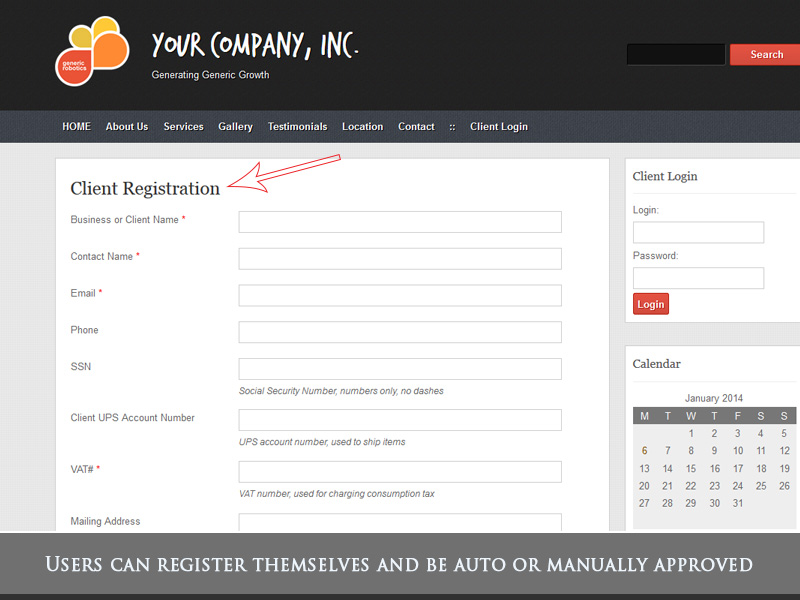 generic
robotics
YOUR COMPANY, INC.
Generating Generic Growth
Search
HOME About Us Services Gallery Testimonials Location Contact :: Client Login
Client Registration
Business or Client Name *
Contact Name *
Email *
Phone
SSN
Social Security Number, numbers only, no dashes
Client UPS Account Number
UPS account number, used to ship items
VAT# *
VAT number, used for charging consumption tax
Mailing Address
Client Login
Login:
Password:
Login
Calendar
January 2014
M T W T F S S
1 2 3 4 5
6 7 8 9 10 11 12
13 14 15 16 17 18 19
20 21 22 23 24 25 26
27 28 29 30 31
Users can register themselves and be auto or manually approved